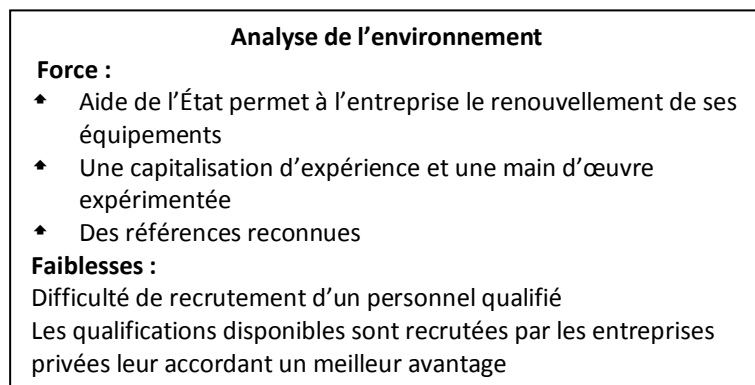 Analyse de l’environnement
Force :
Aide de l’État permet à l’entreprise le renouvellement de ses
équipements
Une capitalisation d’expérience et une main d’œuvre
expérimentée
Des références reconnues
Faiblesses :
Difficulté de recrutement d’un personnel qualifié
Les qualifications disponibles sont recrutées par les entreprises
privées leur accordant un meilleur avantage